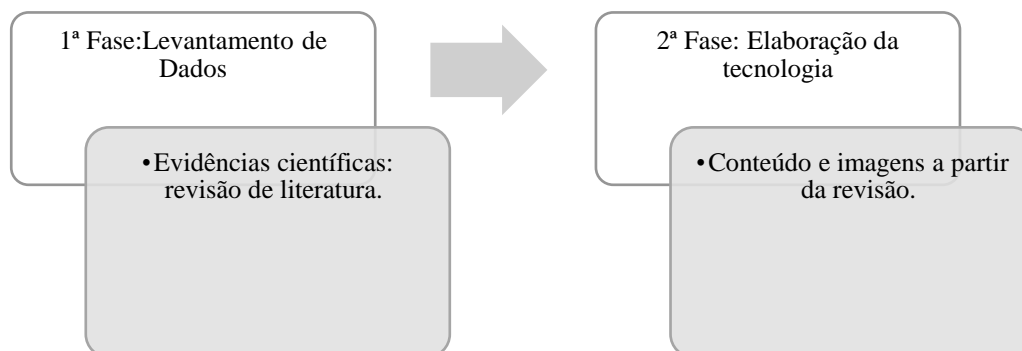 1ª Fase:Levantamento de
Dados
•Evidências científicas:
revisão de literatura.
2ª Fase: Elaboração da
tecnologia
•Conteúdo e imagens a partir
da revisão.